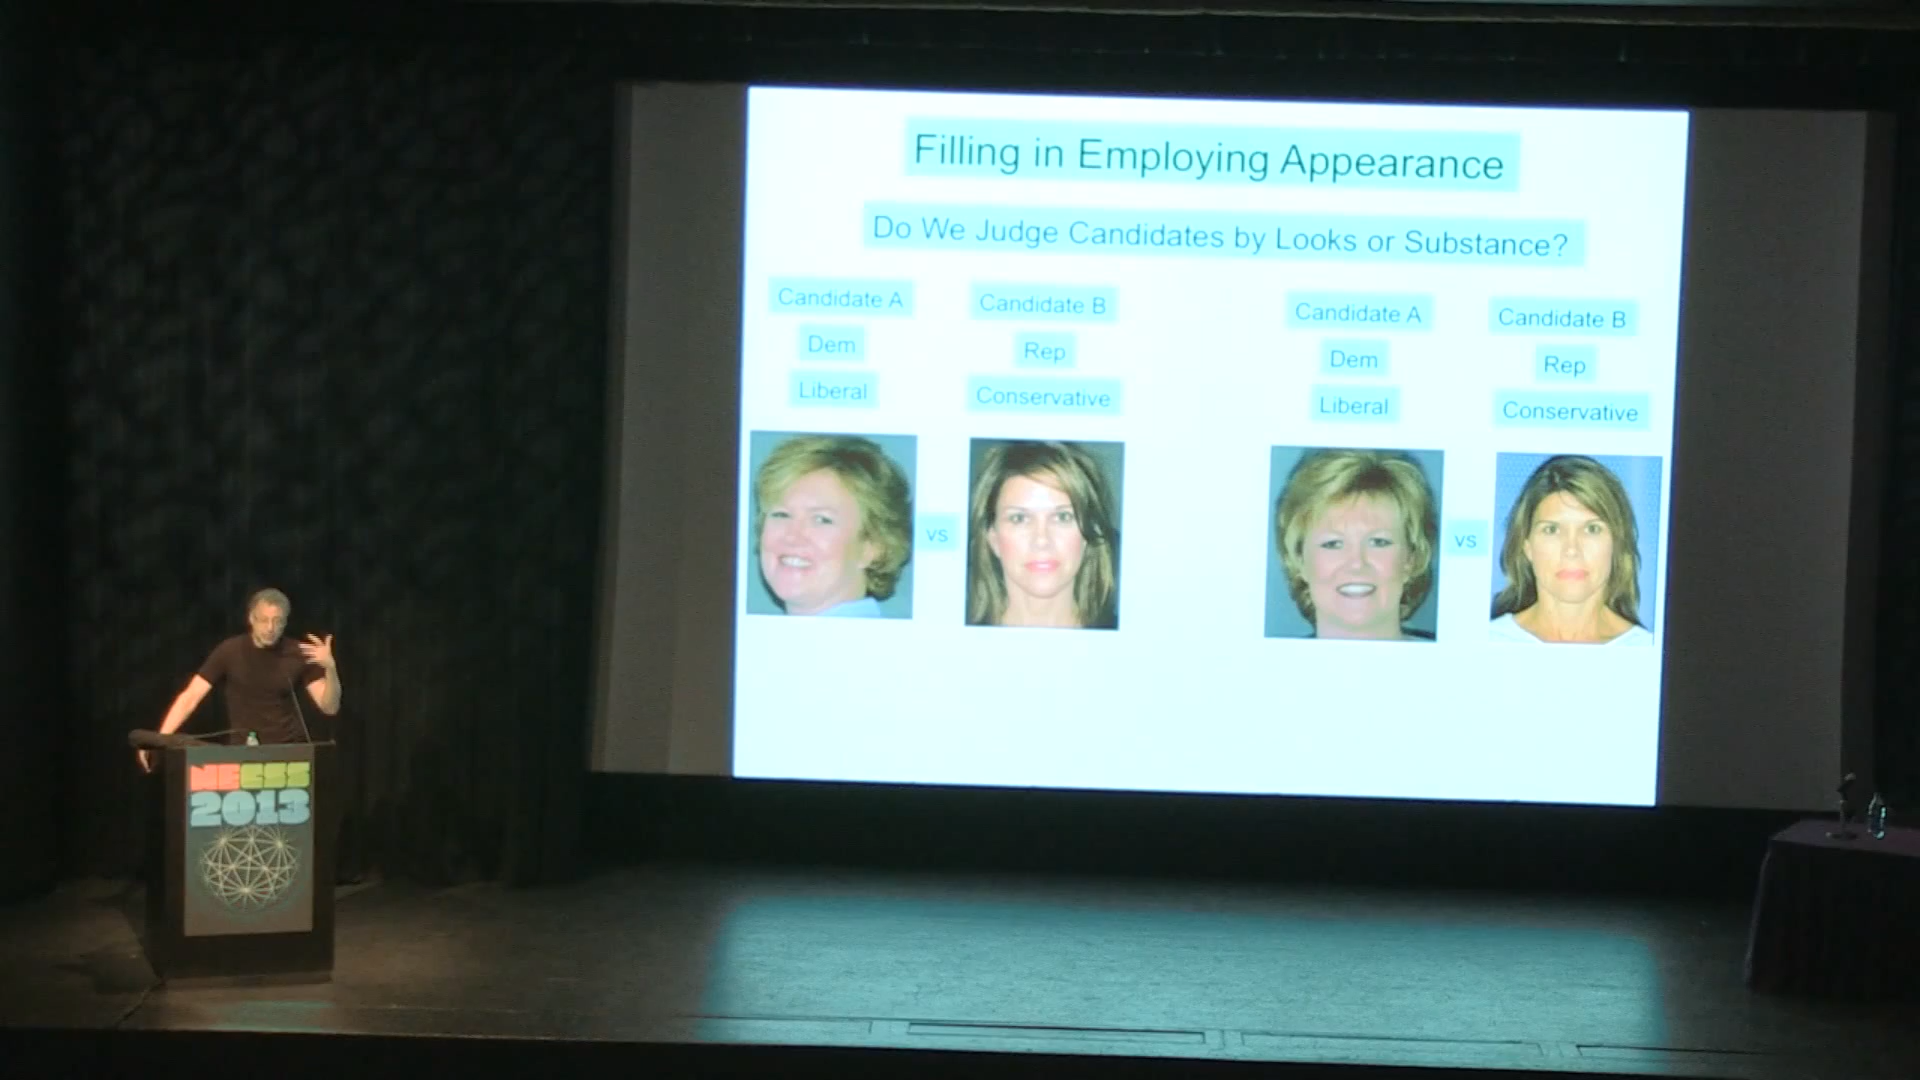 Filling in Employing Appearance
Do We Judge Candidates by Looks or Substance?
Candidate A
Dem
Liberal
Candidate B
Rep
Conservative
vs
Candidate A
Dem
Liberal
Candidate B
Rep
Conservative
vs
NECSS
2013